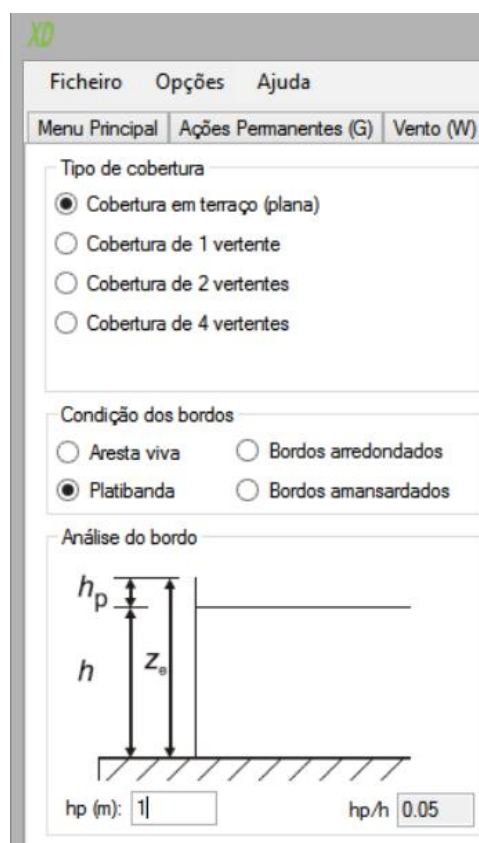 XD
Ficheiro Opções Ajuda
Menu Principal Ações Permanentes (G) Vento (W)
Tipo de cobertura
Cobertura em terraço (plana)
Cobertura de 1 vertente
Cobertura de 2 vertentes
Cobertura de 4 vertentes
Condição dos bordos
Aresta viva Bordos arredondados
Platibanda Bordos amansardados
Análise do bordo
hp
h ze
hp (m): 1 hp/h 0.05